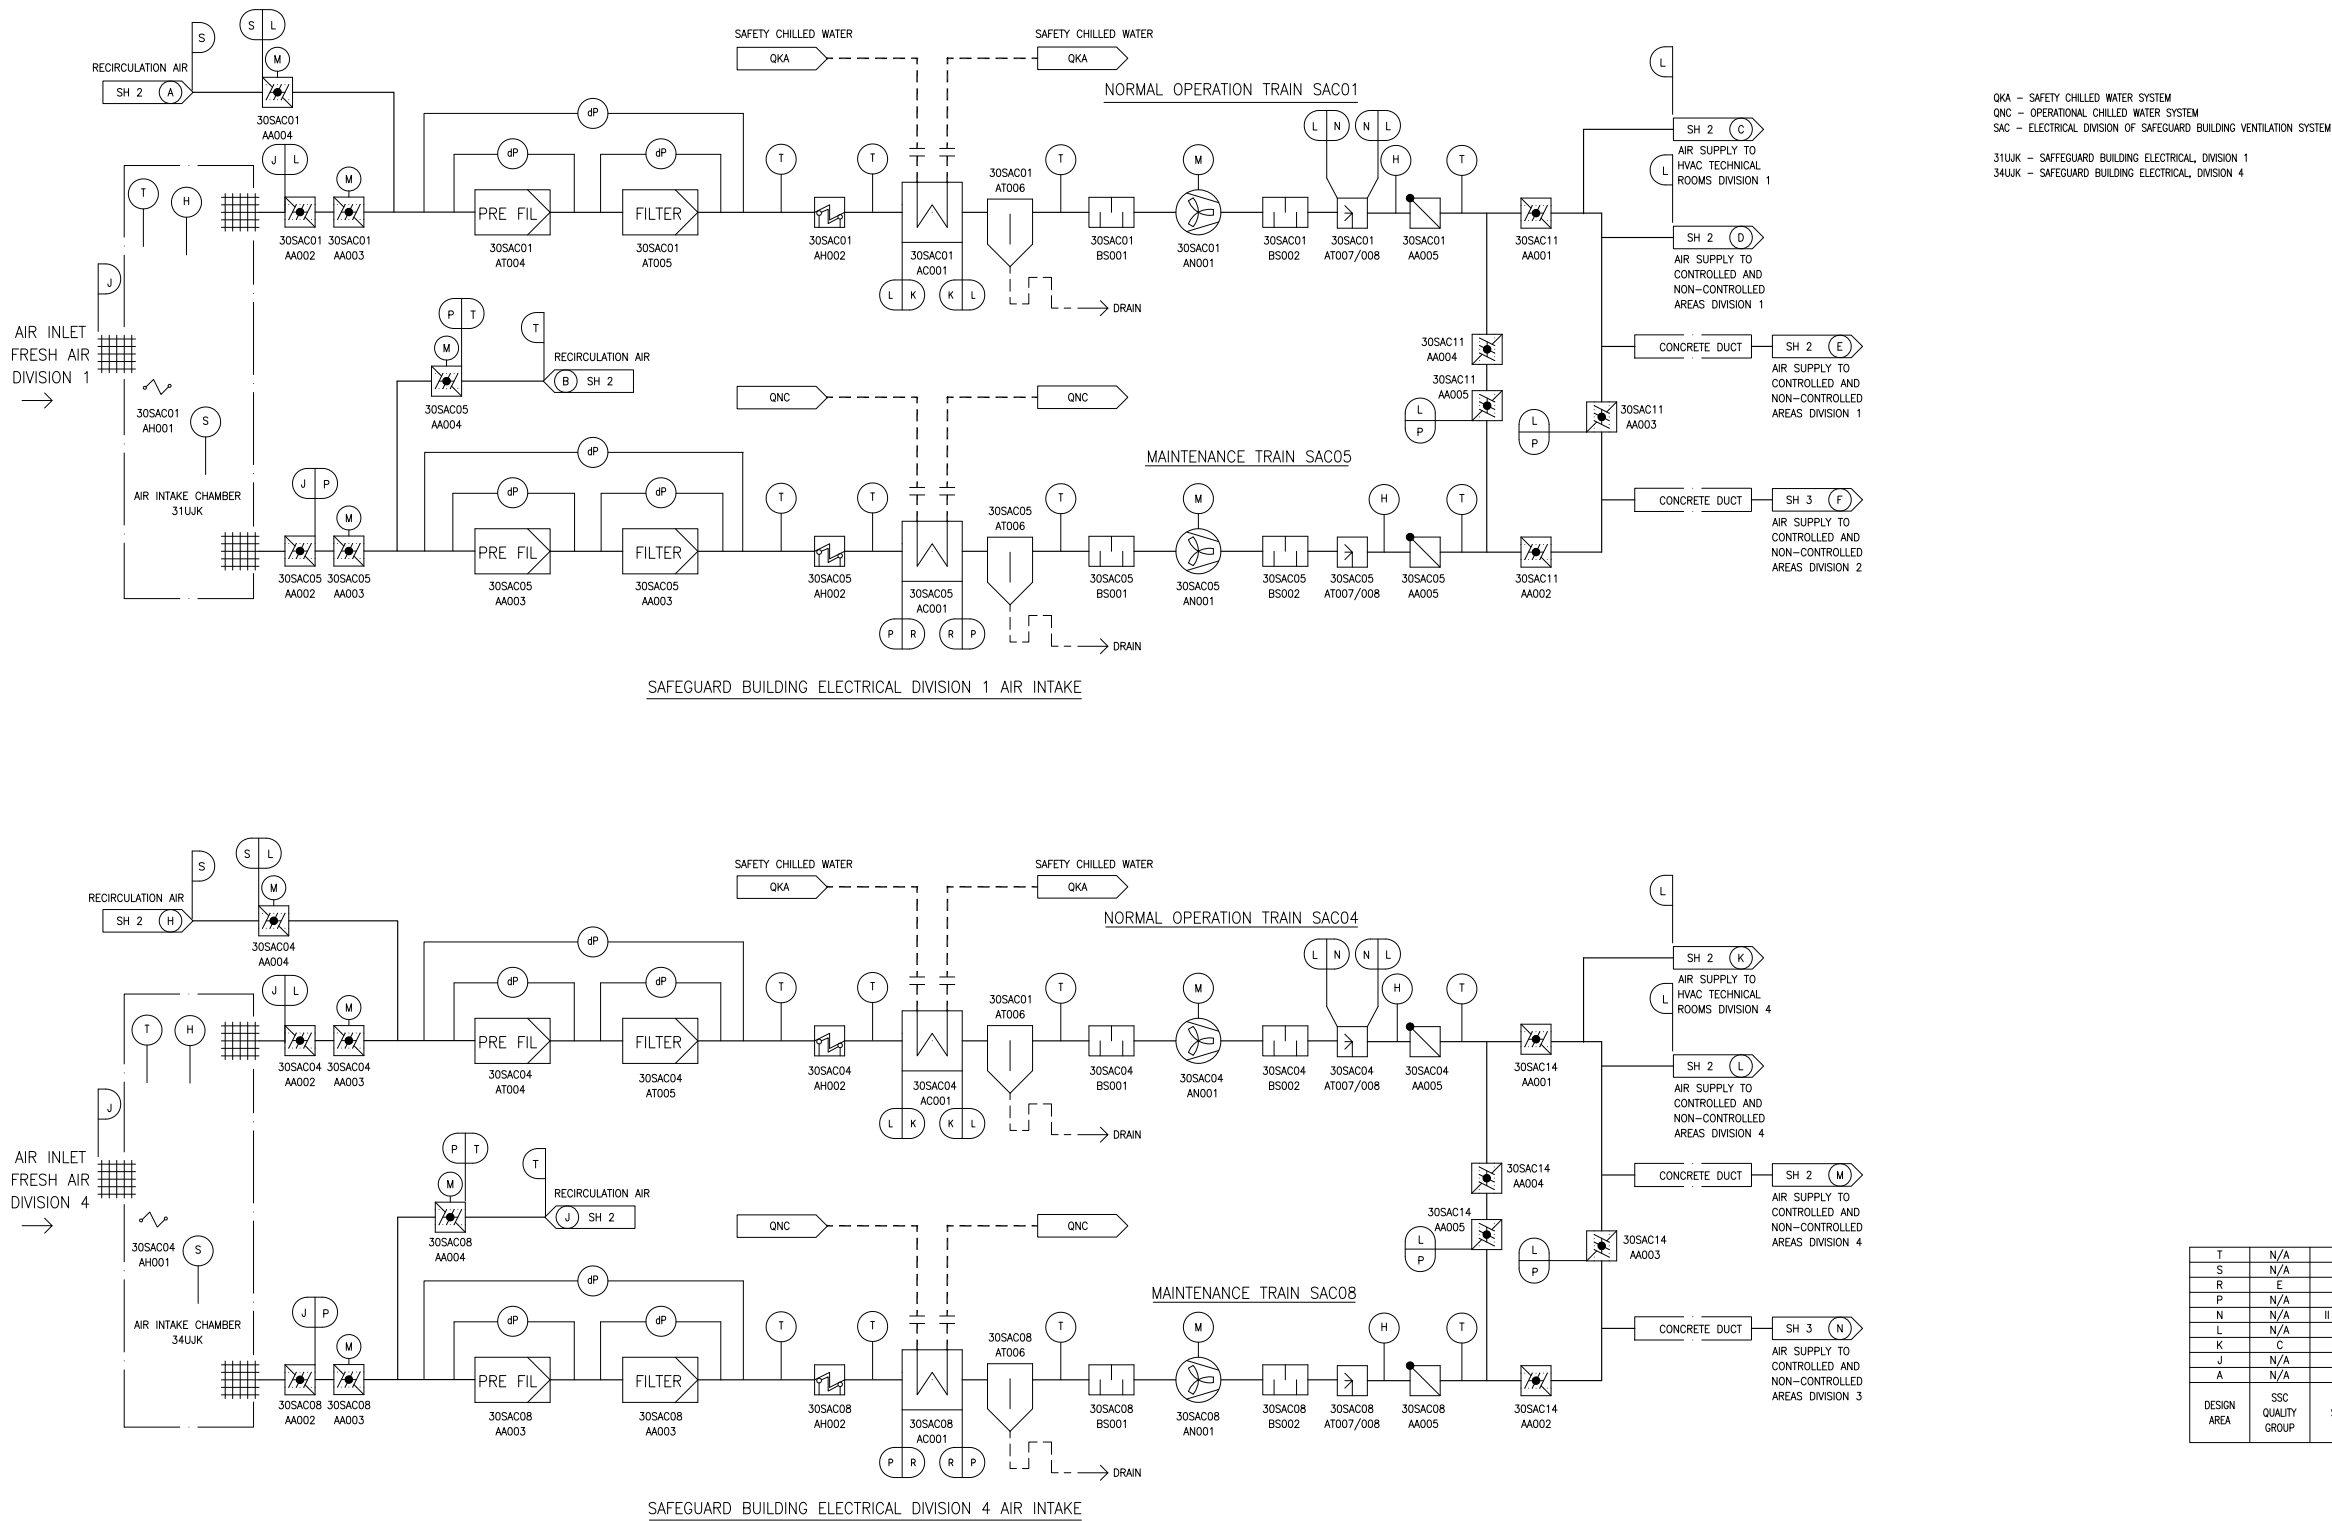 S
S L
M
RECIRCULATION AIR
SH 2 A
30SAC01
AA004
SAFETY CHILLED WATER
QKA
SAFETY CHILLED WATER
QKA
NORMAL OPERATION TRAIN SAC01
L
QKA – SAFETY CHILLED WATER SYSTEM
QNC – OPERATIONAL CHILLED WATER SYSTEM
SAC – ELECTRICAL DIVISION OF SAFEGUARD BUILDING VENTILATION SYSTEM
31UJK – SAFFEGUARD BUILDING ELECTRICAL, DIVISION 1
34UJK – SAFEGUARD BUILDING ELECTRICAL, DIVISION 4
dP
dP
dP
J L
M
T
H
T
T
T
M
L N
N L
H
T
SH 2 C
AIR SUPPLY TO
HVAC TECHNICAL
ROOMS DIVISION 1
L
PRE FIL
FILTER
30SAC01
AA002
30SAC01
AA003
30SAC01
AT004
30SAC01
AT005
30SAC01
AH002
30SAC01
AC001
30SAC01
AT006
30SAC01
BS001
30SAC01
AN001
30SAC01
BS002
30SAC01
AT007/008
30SAC01
AA005
30SAC11
AA001
SH 2 D
AIR SUPPLY TO
CONTROLLED AND
NON–CONTROLLED
AREAS DIVISION 1
J
L K
K L
DRAIN
AIR INLET
FRESH AIR
DIVISION 1
P T
M
T
RECIRCULATION AIR
B SH 2
30SAC05
AA004
30SAC01
AH001
S
AIR INTAKE CHAMBER
31UJK
QNC
QNC
30SAC11
AA004
30SAC11
AA005
L
P
L
P
30SAC11
AA003
CONCRETE DUCT
SH 2 E
AIR SUPPLY TO
CONTROLLED AND
NON–CONTROLLED
AREAS DIVISION 1
MAINTENANCE TRAIN SAC05
dP
dP
dP
J P
M
T
T
T
M
H
T
CONCRETE DUCT
SH 3 F
AIR SUPPLY TO
CONTROLLED AND
NON–CONTROLLED
AREAS DIVISION 2
PRE FIL
FILTER
30SAC05
AA002
30SAC05
AA003
30SAC05
AA003
30SAC05
AA003
30SAC05
AH002
30SAC05
AC001
30SAC05
AT006
30SAC05
BS001
30SAC05
AN001
30SAC05
BS002
30SAC05
AT007/008
30SAC05
AA005
30SAC11
AA002
P R
R P
DRAIN
SAFEGUARD BUILDING ELECTRICAL DIVISION 1 AIR INTAKE
S
S L
M
RECIRCULATION AIR
SH 2 H
30SAC04
AA004
SAFETY CHILLED WATER
QKA
SAFETY CHILLED WATER
QKA
NORMAL OPERATION TRAIN SAC04
L
dP
dP
dP
J L
M
T
H
T
T
T
M
L N
N L
H
T
SH 2 K
AIR SUPPLY TO
HVAC TECHNICAL
ROOMS DIVISION 4
L
PRE FIL
FILTER
30SAC04
AA002
30SAC04
AA003
30SAC04
AT004
30SAC04
AT005
30SAC04
AH002
30SAC04
AC001
30SAC01
AT006
30SAC04
BS001
30SAC04
AN001
30SAC04
BS002
30SAC04
AT007/008
30SAC04
AA005
30SAC14
AA001
SH 2 L
AIR SUPPLY TO
CONTROLLED AND
NON–CONTROLLED
AREAS DIVISION 4
J
L K
K L
DRAIN
AIR INLET
FRESH AIR
DIVISION 4
P T
M
T
RECIRCULATION AIR
J SH 2
30SAC08
AA004
30SAC04
AH001
S
AIR INTAKE CHAMBER
34UJK
QNC
QNC
30SAC14
AA004
30SAC14
AA005
L
P
L
P
30SAC14
AA003
CONCRETE DUCT
SH 2 M
AIR SUPPLY TO
CONTROLLED AND
NON–CONTROLLED
AREAS DIVISION 4
MAINTENANCE TRAIN SAC08
dP
dP
dP
J P
M
T
T
T
M
H
T
CONCRETE DUCT
SH 3 N
AIR SUPPLY TO
CONTROLLED AND
NON–CONTROLLED
AREAS DIVISION 3
PRE FIL
FILTER
30SAC08
AA002
30SAC08
AA003
30SAC08
AA003
30SAC08
AA003
30SAC08
AH002
30SAC08
AC001
30SAC08
AT006
30SAC08
BS001
30SAC08
AN001
30SAC08
BS002
30SAC08
AT007/008
30SAC08
AA005
30SAC14
AA002
P R
R P
DRAIN
SAFEGUARD BUILDING ELECTRICAL DIVISION 4 AIR INTAKE
T N/A
S N/A
R E
P N/A
N N/A II
L N/A
K C
J N/A
A N/A
DESIGN
AREA
SSC
QUALITY
GROUP